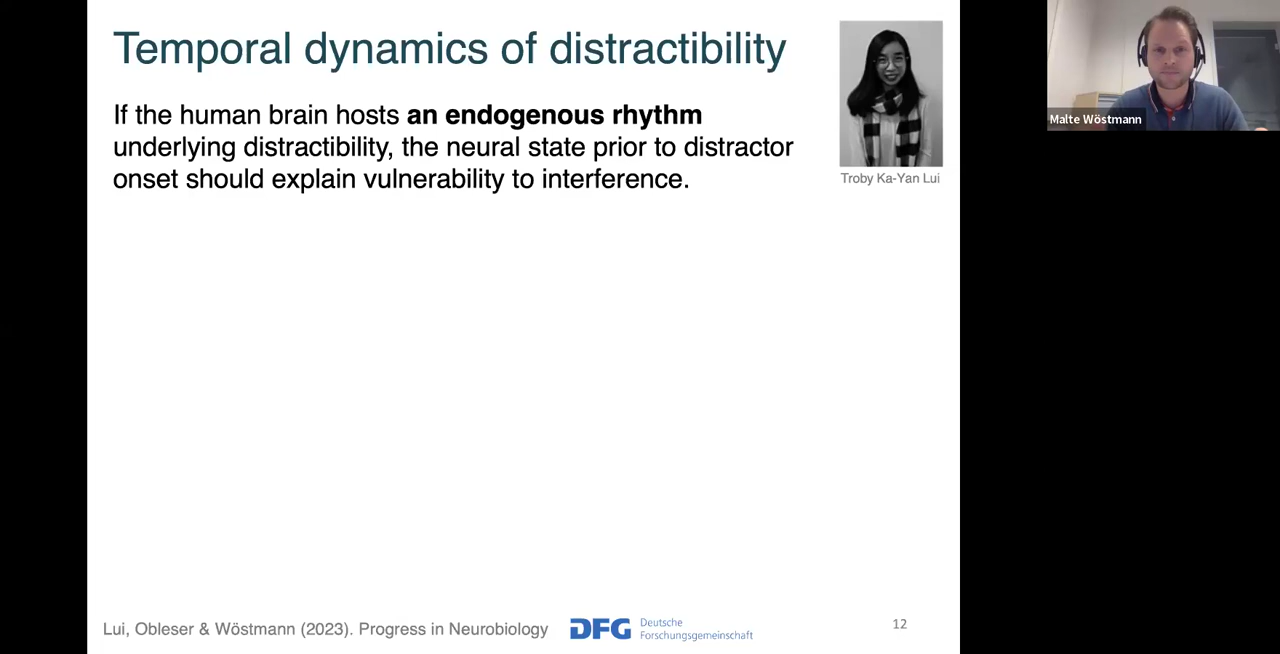 Temporal dynamics of distractibility
If the human brain hosts an endogenous rhythm
underlying distractibility, the neural state prior to distractor
onset should explain vulnerability to interference.
Troby Ka-Yan Lui
Malte Wöstmann
Lui, Obleser & Wöstmann (2023). Progress in Neurobiology
DFG
Deutsche
Forschungsgemeinschaft
12